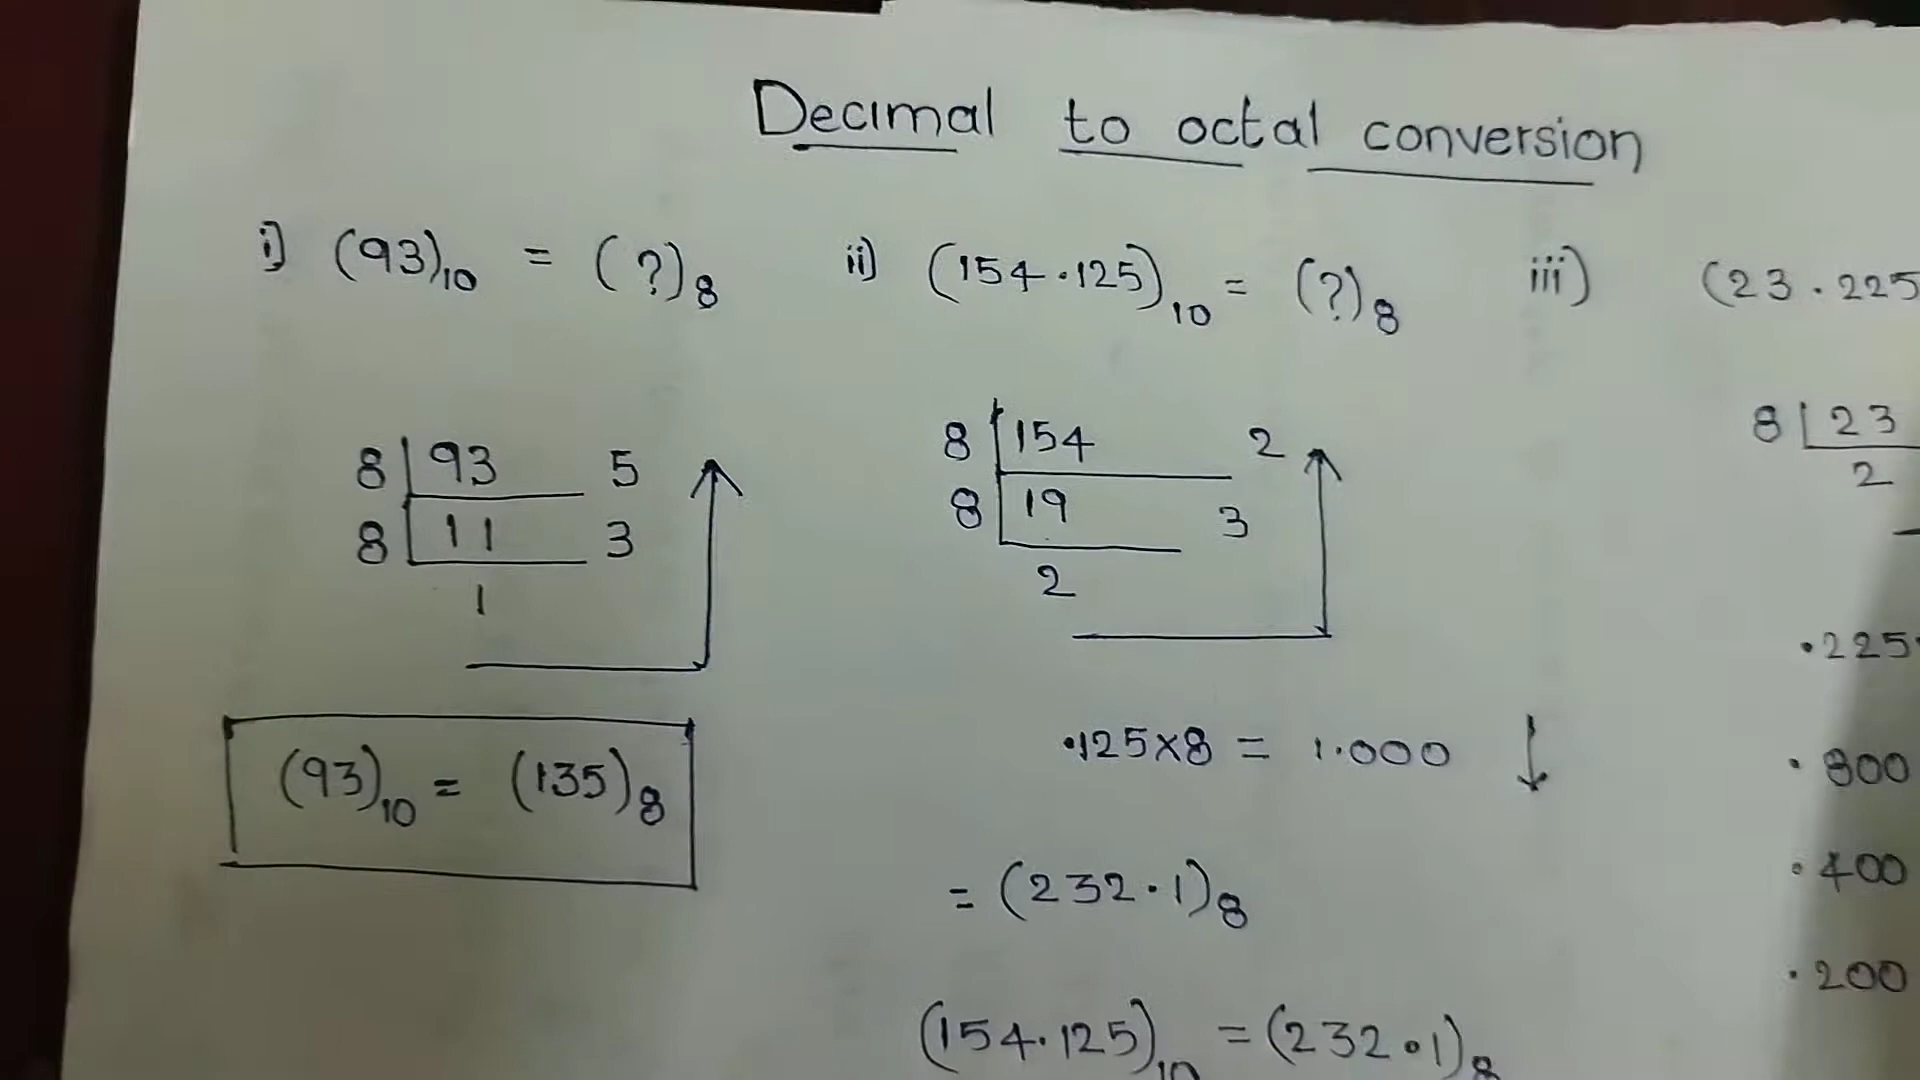 Decimal to octal conversion
i) (93)10 = (?)8
8 93 5
8 11 3
1
(93)10 = (135)8
ii) (154.125)10 = (?)8
8 154 2
8 19 3
2
.125x8 = 1.000 ↓
= (232.1)8
(154.125)10 = (232.1)8
iii) (23.225
8 23
2
.225
.800
.400
.200